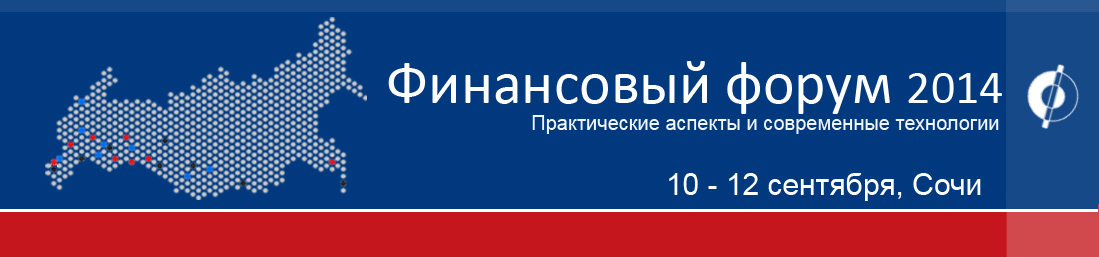 Финансовый форум 2014
Практические аспекты и современные технологии
10 - 12 сентября, Сочи